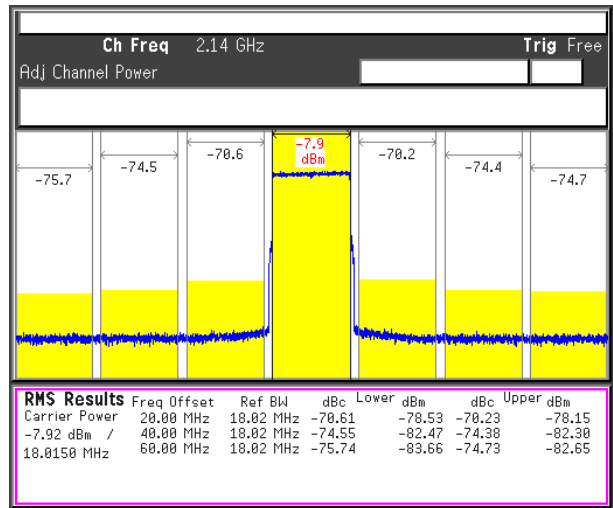 Ch Freq 2.14 GHz Trig Free
Adj Channel Power
-7.9
dBm
-75.7 -74.5 -70.6 -70.2 -74.4 -74.7
RMS Results Freq Offset Ref BW dBc Lower dBm dBc Upper dBm
Carrier Power 20.00 MHz 18.02 MHz -70.61 -78.53 -70.23 -78.15
-7.92 dBm / 40.00 MHz 18.02 MHz -74.55 -82.47 -74.38 -82.30
18.0150 MHz 60.00 MHz 18.02 MHz -75.74 -83.66 -74.73 -82.65